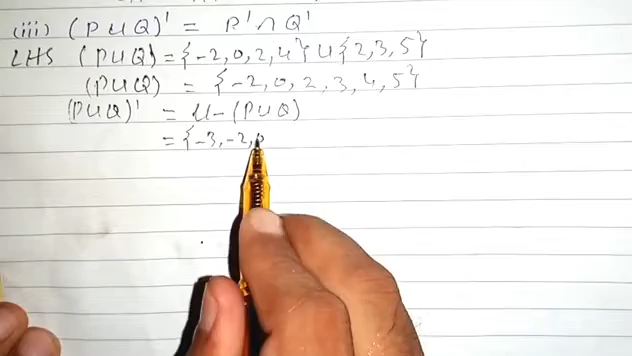 (iii) (P∪Q)' = P'∩Q'
LHS (P∪Q) = {-2, 0, 2, 4} ∪ {2, 3, 5}
(P∪Q) = {-2, 0, 2, 3, 4, 5}
(P∪Q)' = U - (P∪Q)
= {-3, -2,